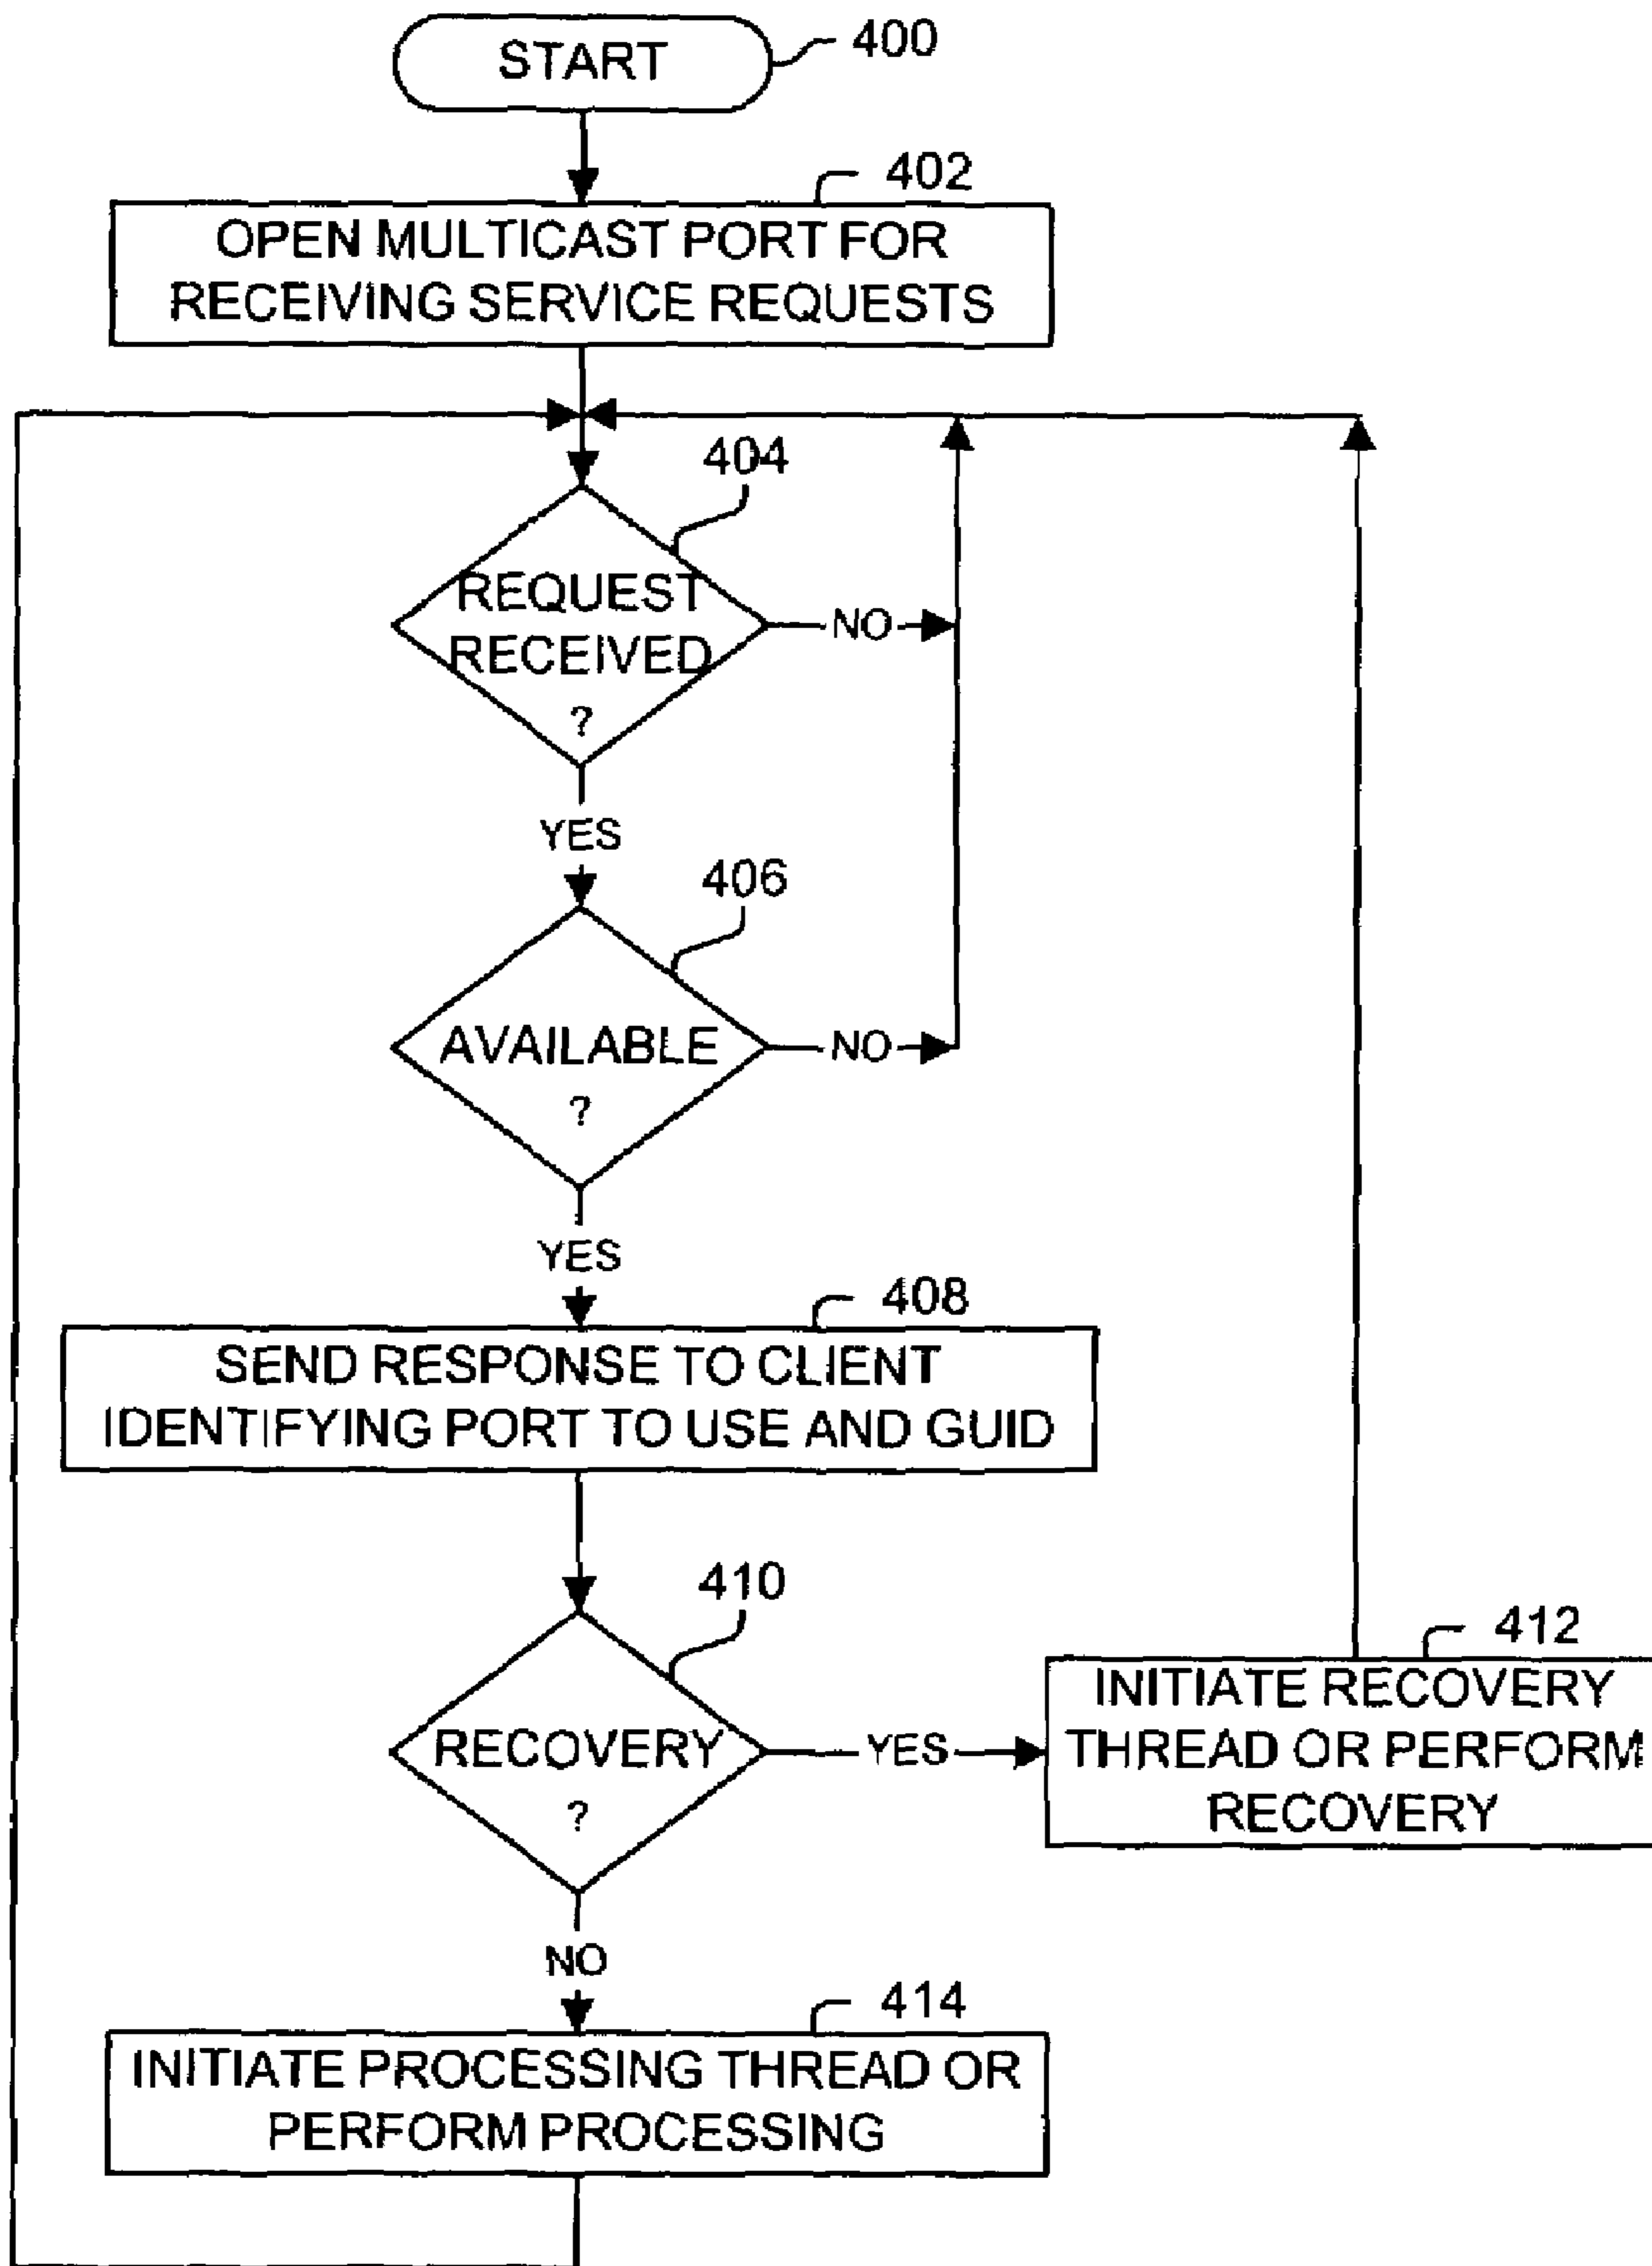 START
400
402
OPEN MULTICAST PORT FOR
RECEIVING SERVICE REQUESTS
404
REQUEST
RECEIVED
?
NO
YES
406
AVAILABLE
?
NO
YES
408
SEND RESPONSE TO CLIENT
IDENTIFYING PORT TO USE AND GUID
410
RECOVERY
?
YES
412
INITIATE RECOVERY
THREAD OR PERFORM
RECOVERY
NO
414
INITIATE PROCESSING THREAD OR
PERFORM PROCESSING